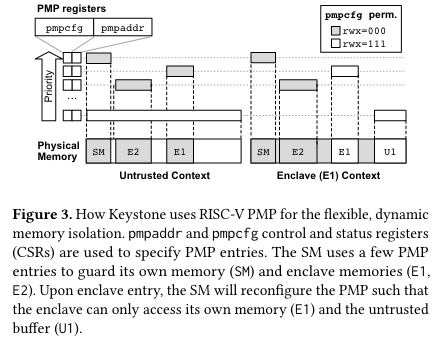 PMP registers
pmpcfg pmpaddr
pmpcfg perm.
rwx=000
rwx=111
Priority
...
Physical
Memory
SM E2 E1
SM E2 E1 U1
Untrusted Context
Enclave (E1) Context
Figure 3. How Keystone uses RISC-V PMP for the flexible, dynamic
memory isolation. pmpaddr and pmpcfg control and status registers
(CSRs) are used to specify PMP entries. The SM uses a few PMP
entries to guard its own memory (SM) and enclave memories (E1,
E2). Upon enclave entry, the SM will reconfigure the PMP such that
the enclave can only access its own memory (E1) and the untrusted
buffer (U1).